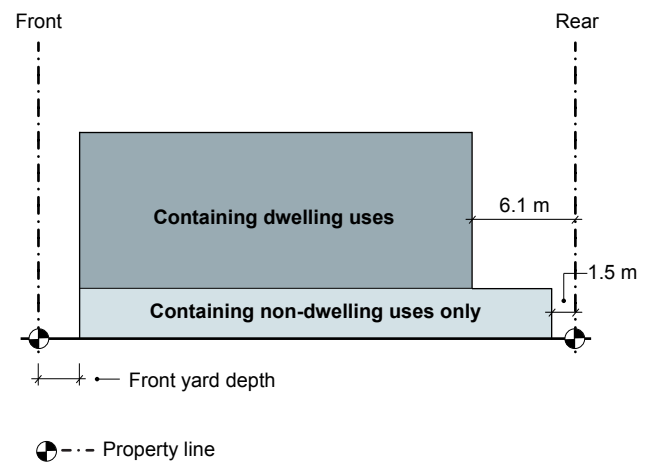 Front
Rear
Containing dwelling uses
6.1 m
1.5 m
Containing non-dwelling uses only
Front yard depth
Property line